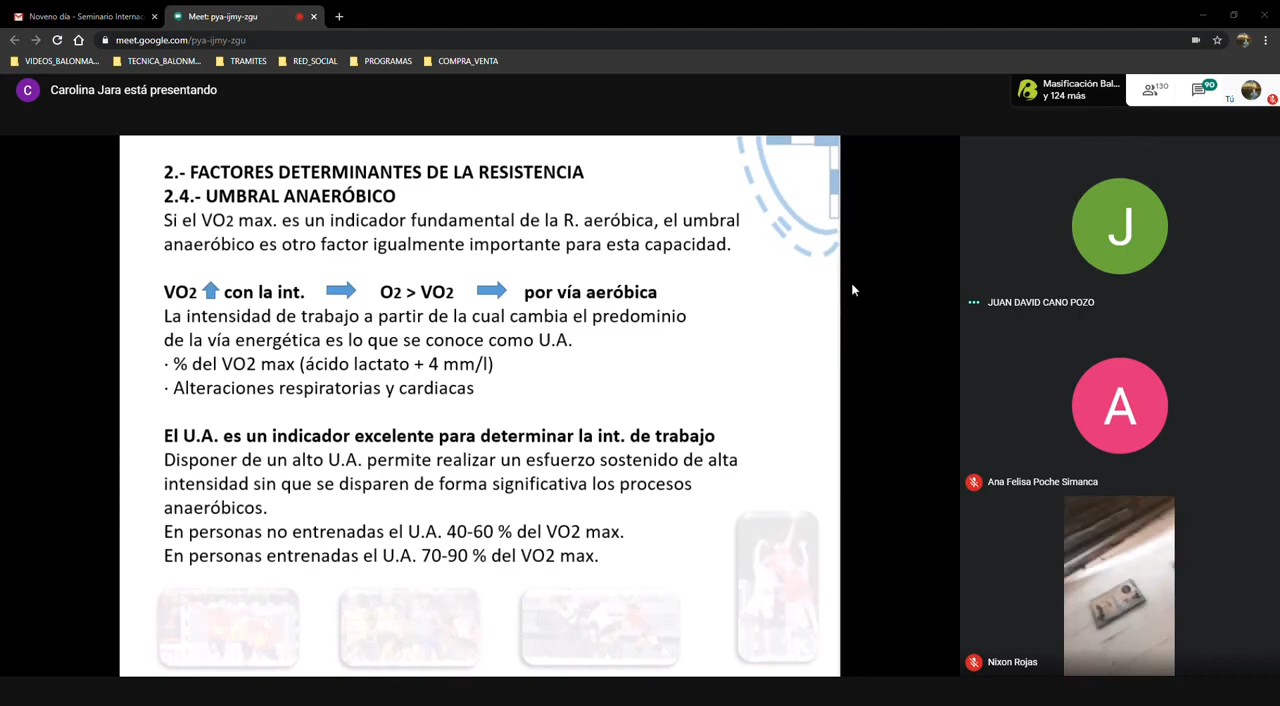 Noveno día - Seminario Internac
Meet: pya-ijmy-zgu
meet.google.com/pya-ijmy-zgu
VIDEOS_BALONMA...
TECNICA_BALONM...
TRAMITES
RED_SOCIAL
PROGRAMAS
COMPRA_VENTA
C
Carolina Jara está presentando
Masificación Bal...
y 124 más
130
90
Tú
2.- FACTORES DETERMINANTES DE LA RESISTENCIA
2.4.- UMBRAL ANAERÓBICO
Si el VO2 max. es un indicador fundamental de la R. aeróbica, el umbral
anaeróbico es otro factor igualmente importante para esta capacidad.
VO2 con la int. O2 > VO2 por vía aeróbica
La intensidad de trabajo a partir de la cual cambia el predominio
de la vía energética es lo que se conoce como U.A.
· % del VO2 max (ácido lactato + 4 mm/l)
· Alteraciones respiratorias y cardiacas
El U.A. es un indicador excelente para determinar la int. de trabajo
Disponer de un alto U.A. permite realizar un esfuerzo sostenido de alta
intensidad sin que se disparen de forma significativa los procesos
anaeróbicos.
En personas no entrenadas el U.A. 40-60 % del VO2 max.
En personas entrenadas el U.A. 70-90 % del VO2 max.
J
JUAN DAVID CANO POZO
A
Ana Felisa Poche Simanca
Nixon Rojas